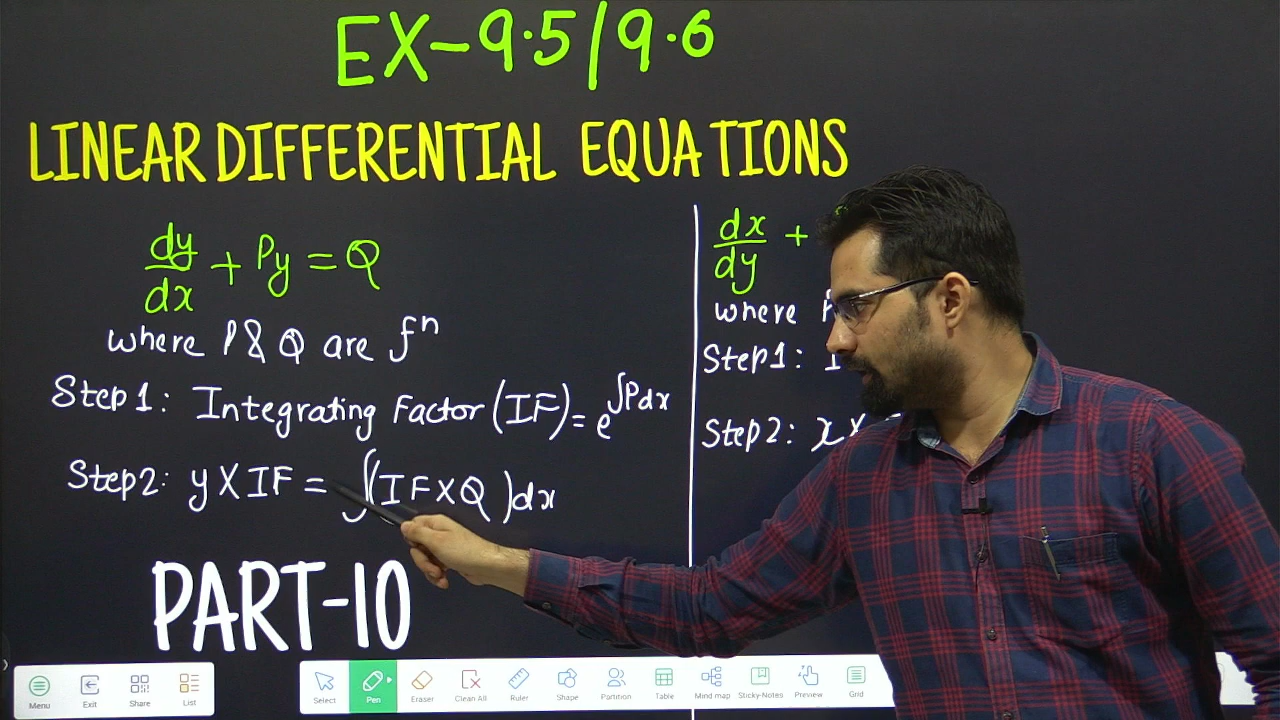 EX-9.5/9.6
LINEAR DIFFERENTIAL EQUATIONS
dy/dx + Py = Q
where P & Q are fⁿ
Step1: Integrating Factor (IF) = e^∫Pdx
Step2: y X IF = ∫(IF X Q)dx
dx/dy +
where
Step1: I
Step2: x X
PART-10
Menu
Exit
Share
List
Select
Pen
Eraser
Clean All
Ruler
Shape
Partition
Table
Mind map
Sticky-Notes
Preview
Grid